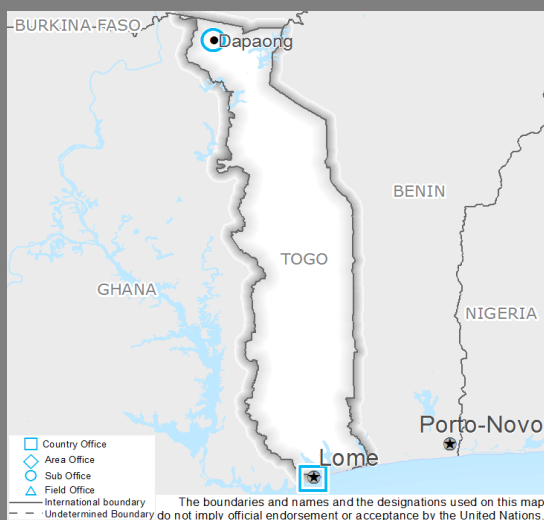 BURKINA-FASO
Dapaong
BENIN
TOGO
GHANA
NIGERIA
Porto-Novo
Lome
Country Office
Area Office
Sub Office
Field Office
International boundary
Undetermined Boundary
The boundaries and names and the designations used on this map
do not imply official endorsement or acceptance by the United Nations.